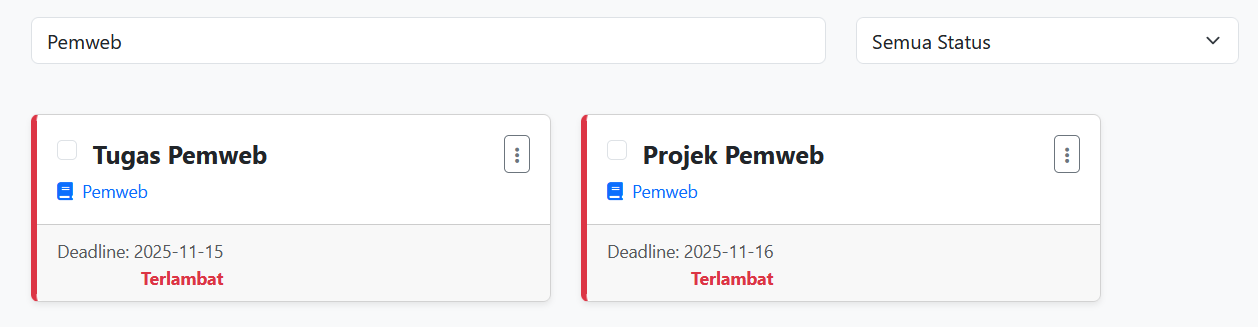 Pemweb
Semua Status
Tugas Pemweb
Pemweb
Deadline: 2025-11-15
Terlambat
Projek Pemweb
Pemweb
Deadline: 2025-11-16
Terlambat